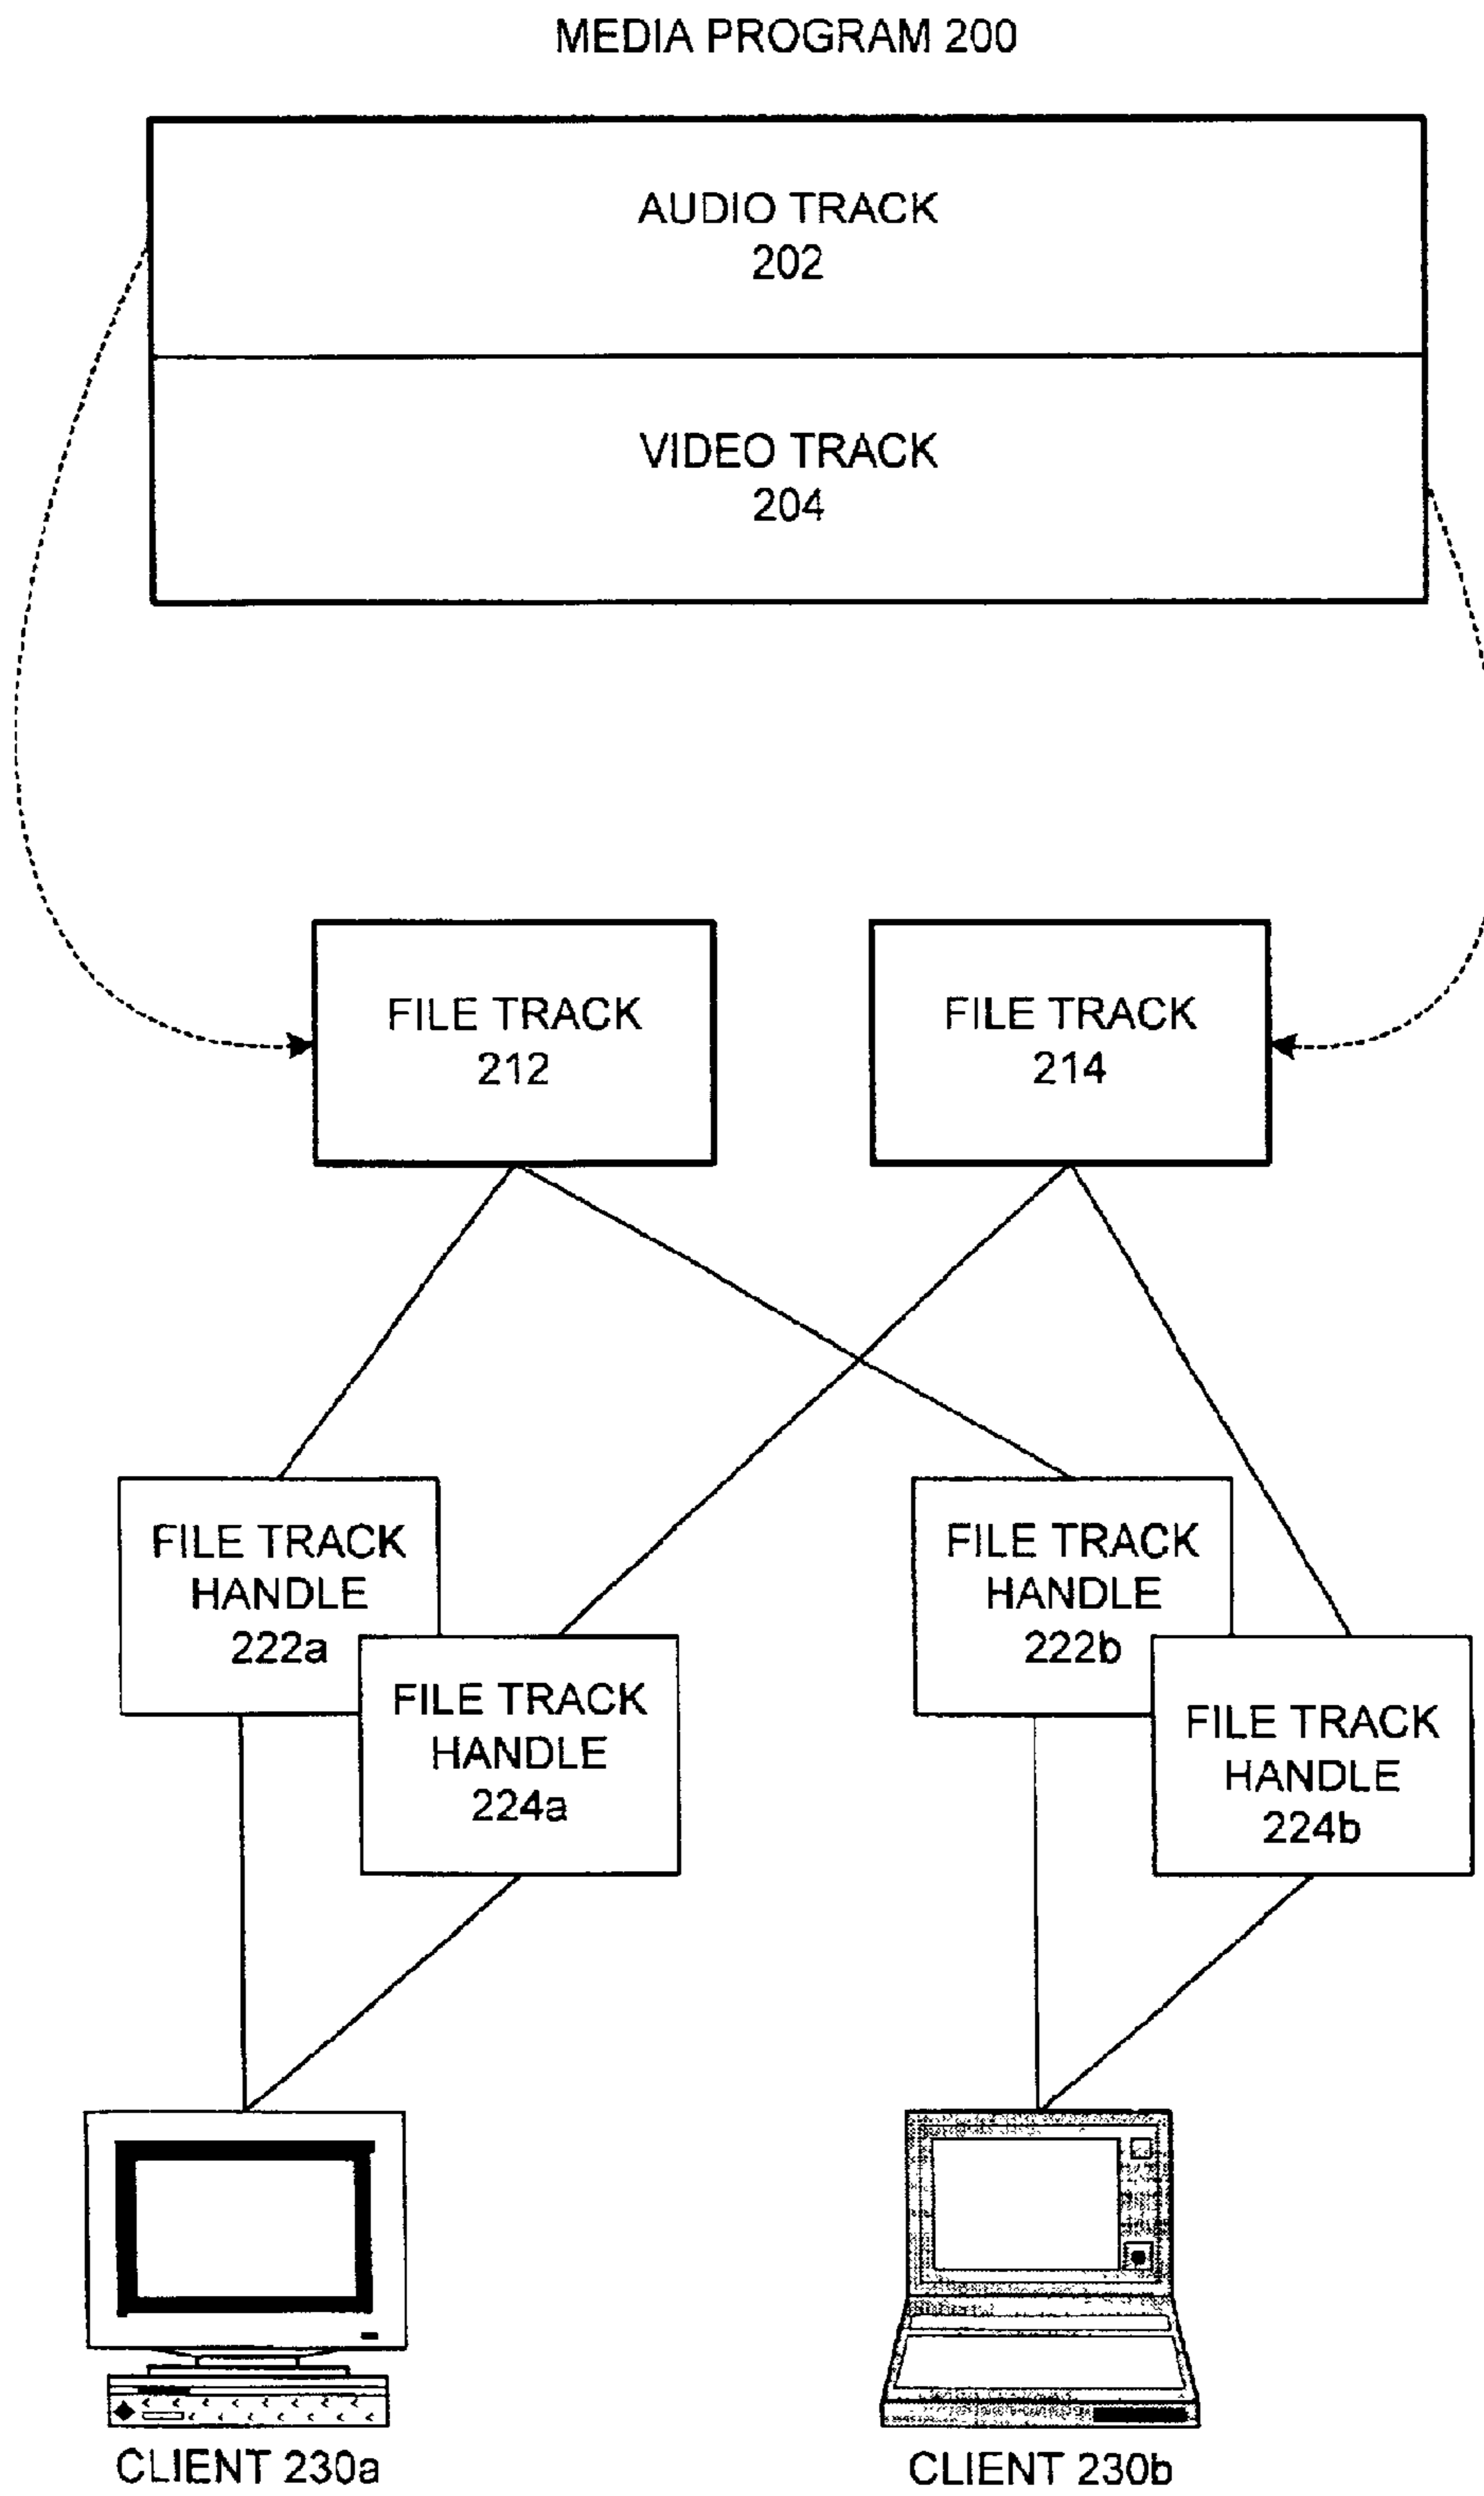 MEDIA PROGRAM 200
AUDIO TRACK
202
VIDEO TRACK
204
FILE TRACK
212
FILE TRACK
214
FILE TRACK
HANDLE
222a
FILE TRACK
HANDLE
224a
FILE TRACK
HANDLE
222b
FILE TRACK
HANDLE
224b
CLIENT 230a
CLIENT 230b